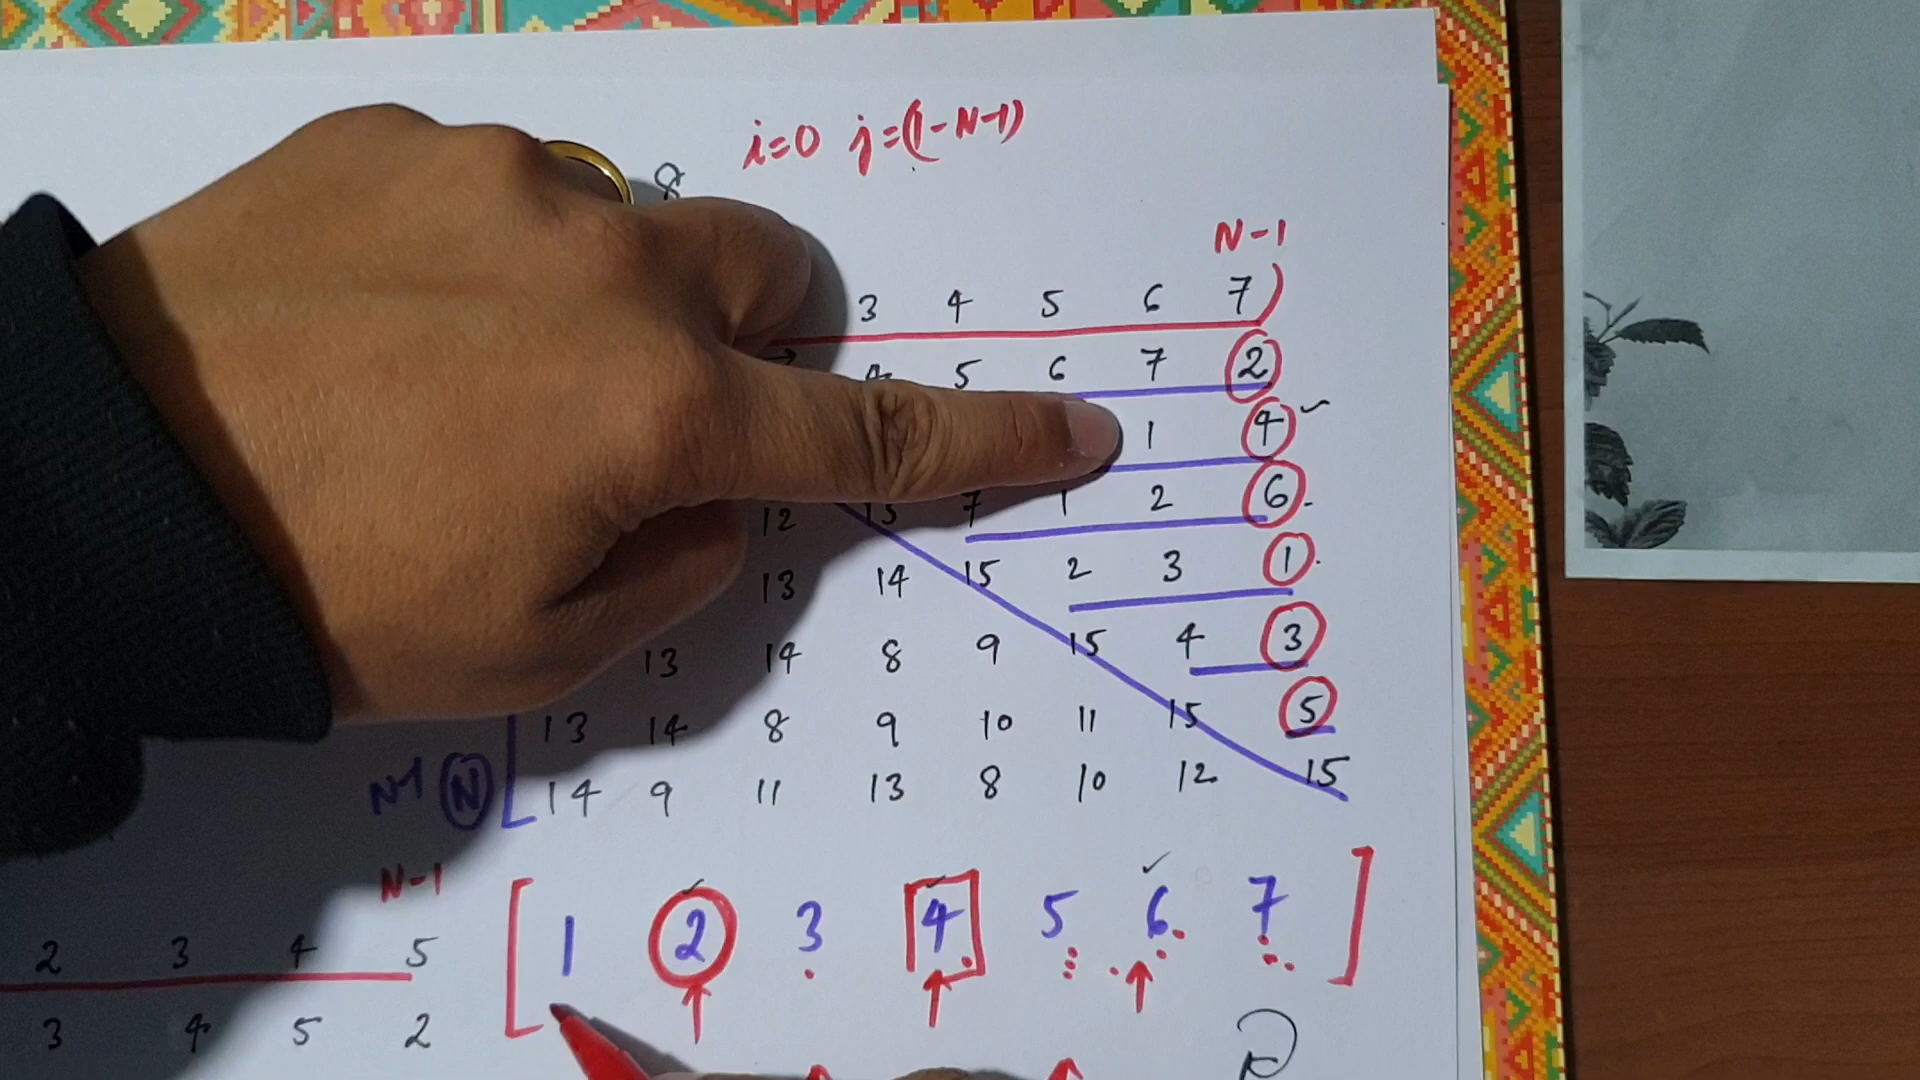 i=0 j=(1-N-1)
8
N-1
3 4 5 6 7)
→ 4 5 6 7 2
1 4
12 15 7 1 2 6
13 14 15 2 3 1
13 14 8 9 15 4 3
13 14 8 9 10 11 15 5
N-1 N 14 9 11 13 8 10 12 15
N-1
[ 1 2 3 4 5 6 7 ]
2 3 4 5
3 4 5 2